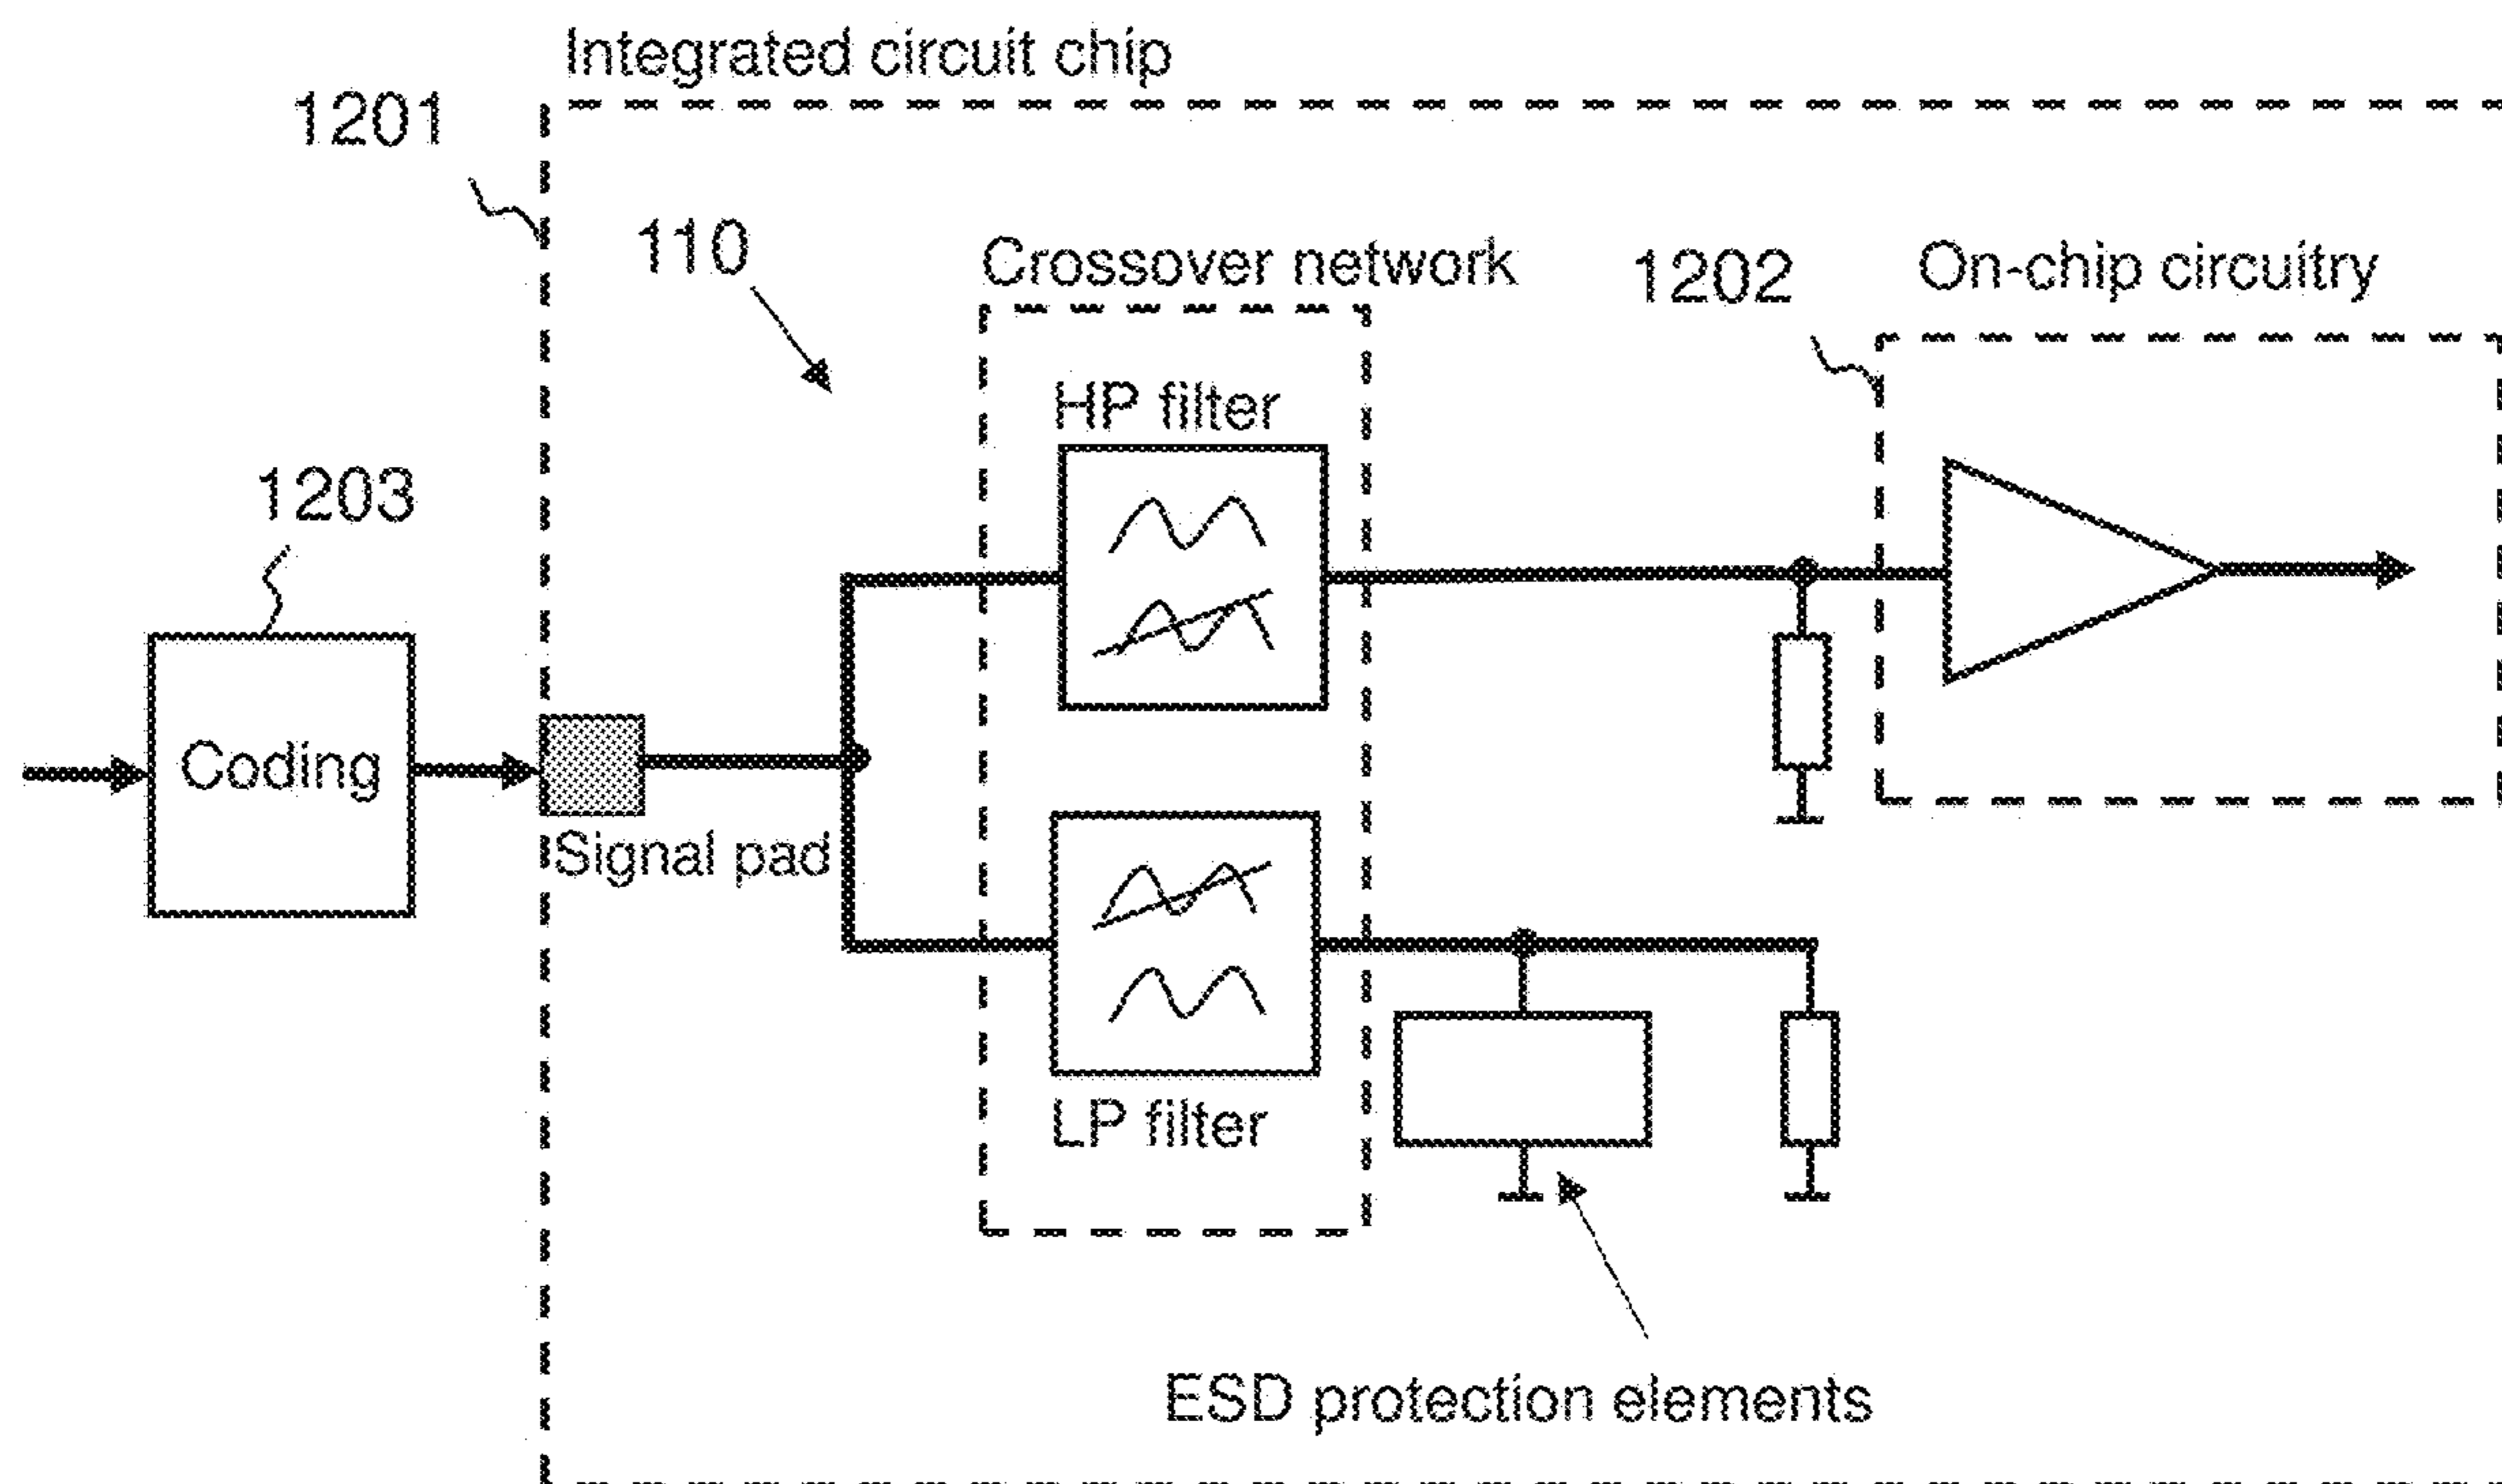 Integrated circuit chip
1201
110
Crossover network
1202
On-chip circuitry
HP filter
1203
Coding
Signal pad
LP filter
ESD protection elements